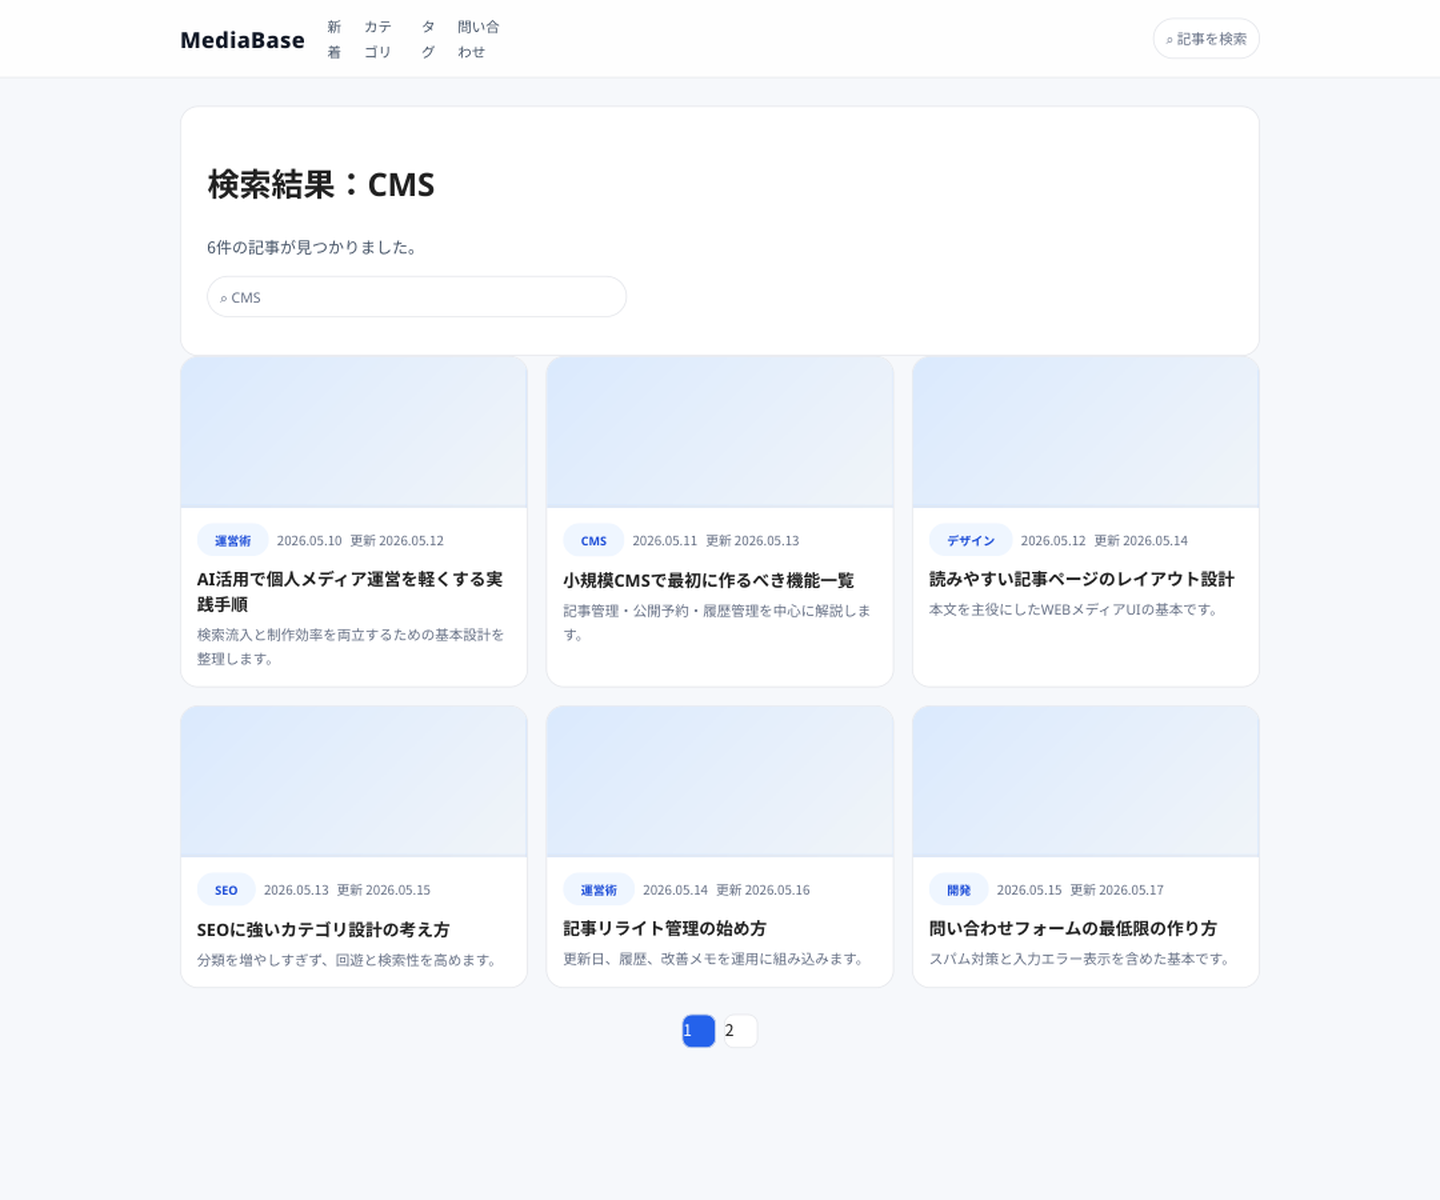 MediaBase
新着
カテゴリ
タグ
問い合わせ
⌕ 記事を検索
検索結果：CMS
6件の記事が見つかりました。
⌕ CMS
運営術 2026.05.10 更新 2026.05.12
AI活用で個人メディア運営を軽くする実
践手順
検索流入と制作効率を両立するための基本設計を
整理します。
CMS 2026.05.11 更新 2026.05.13
小規模CMSで最初に作るべき機能一覧
記事管理・公開予約・履歴管理を中心に解説しま
す。
デザイン 2026.05.12 更新 2026.05.14
読みやすい記事ページのレイアウト設計
本文を主役にしたWEBメディアUIの基本です。
SEO 2026.05.13 更新 2026.05.15
SEOに強いカテゴリ設計の考え方
分類を増やしすぎず、回遊と検索性を高めます。
運営術 2026.05.14 更新 2026.05.16
記事リライト管理の始め方
更新日、履歴、改善メモを運用に組み込みます。
開発 2026.05.15 更新 2026.05.17
問い合わせフォームの最低限の作り方
スパム対策と入力エラー表示を含めた基本です。
1 2